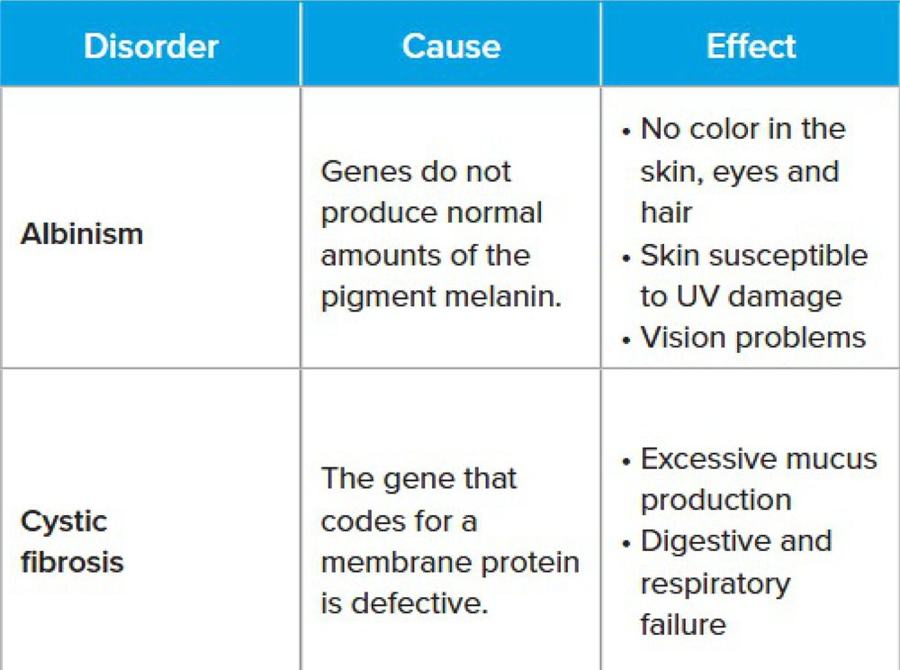 Disorder
Cause
Effect
Albinism
Genes do not
produce normal
amounts of the
pigment melanin.
• No color in the
skin, eyes and
hair
• Skin susceptible
to UV damage
• Vision problems
Cystic
fibrosis
The gene that
codes for a
membrane protein
is defective.
• Excessive mucus
production
• Digestive and
respiratory
failure